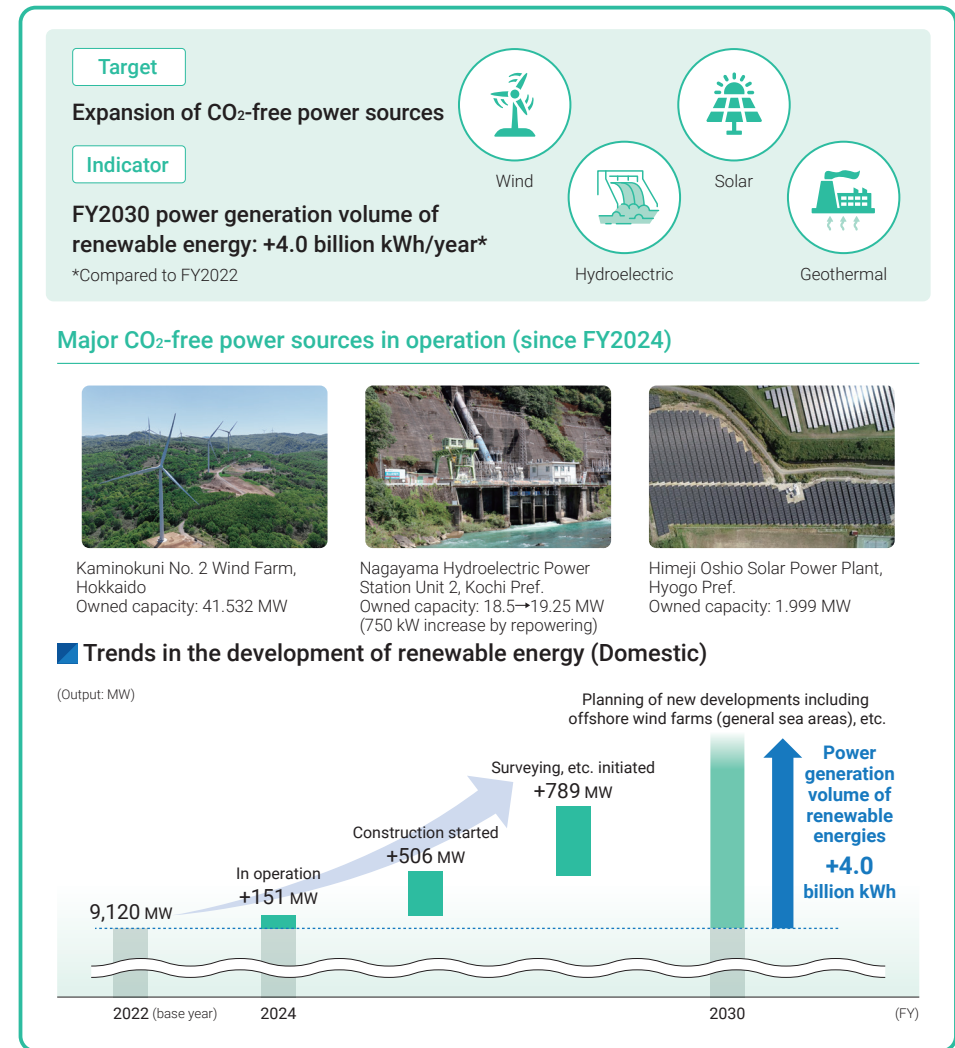 Target
Expansion of CO₂-free power sources
Indicator
FY2030 power generation volume of
renewable energy: +4.0 billion kWh/year*
*Compared to FY2022
Wind
Hydroelectric
Solar
Geothermal
Major CO₂-free power sources in operation (since FY2024)
Kaminokuni No. 2 Wind Farm,
Hokkaido
Owned capacity: 41.532 MW
Nagayama Hydroelectric Power
Station Unit 2, Kochi Pref.
Owned capacity: 18.5→19.25 MW
(750 kW increase by repowering)
Himeji Oshio Solar Power Plant,
Hyogo Pref.
Owned capacity: 1.999 MW
Trends in the development of renewable energy (Domestic)
(Output: MW)
9,120 MW
In operation
+151 MW
Construction started
+506 MW
Surveying, etc. initiated
+789 MW
Planning of new developments including
offshore wind farms (general sea areas), etc.
Power
generation
volume of
renewable
energies
+4.0
billion kWh
2022 (base year)
2024
2030
(FY)